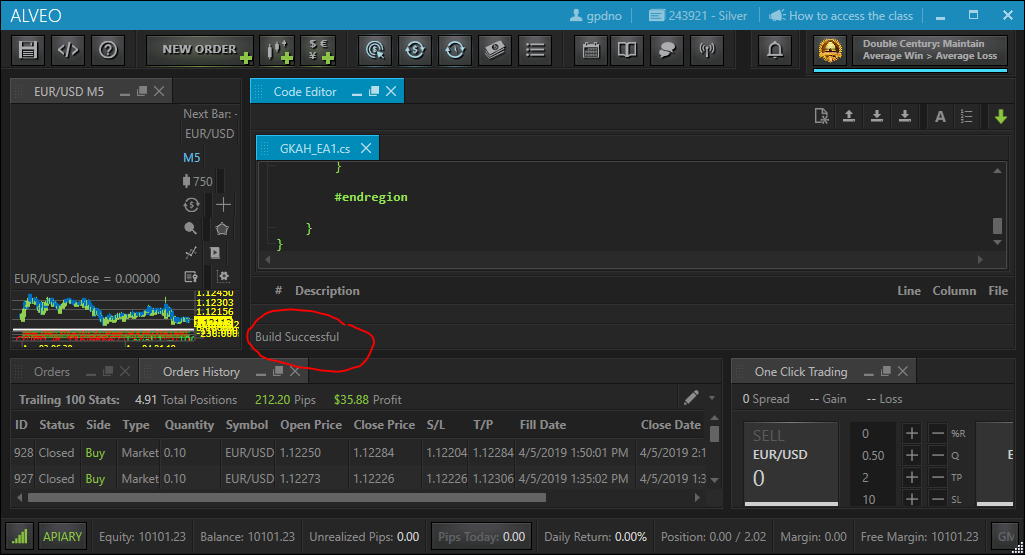 ALVEO
gpdno
243921 - Silver
How to access the class
NEW ORDER
Double Century: Maintain
Average Win > Average Loss
EUR/USD M5
Next Bar: -
EUR/USD
M5
750
EUR/USD.close = 0.00000
1.12450
1.12303
1.12156
Code Editor
A
GKAH_EA1.cs
}
#endregion
}
}
# Description Line Column File
Build Successful
Orders
Orders History
Trailing 100 Stats: 4.91 Total Positions 212.20 Pips $35.88 Profit
ID Status Side Type Quantity Symbol Open Price Close Price S/L T/P Fill Date Close Date
928 Closed Buy Market 0.10 EUR/USD 1.12250 1.12284 1.12204 1.12284 4/5/2019 1:50:01 PM 4/5/2019 2:1
927 Closed Buy Market 0.10 EUR/USD 1.12273 1.12226 1.12226 1.12306 4/5/2019 1:35:02 PM 4/5/2019 1:3
One Click Trading
0 Spread -- Gain -- Loss
SELL
EUR/USD
0
0 %R
0.50 Q
2 TP
10 SL
E
APIARY
Equity: 10101.23
Balance: 10101.23
Unrealized Pips: 0.00
Pips Today: 0.00
Daily Return: 0.00%
Position: 0.00 / 2.02
Margin: 0.00
Free Margin: 10101.23
GM